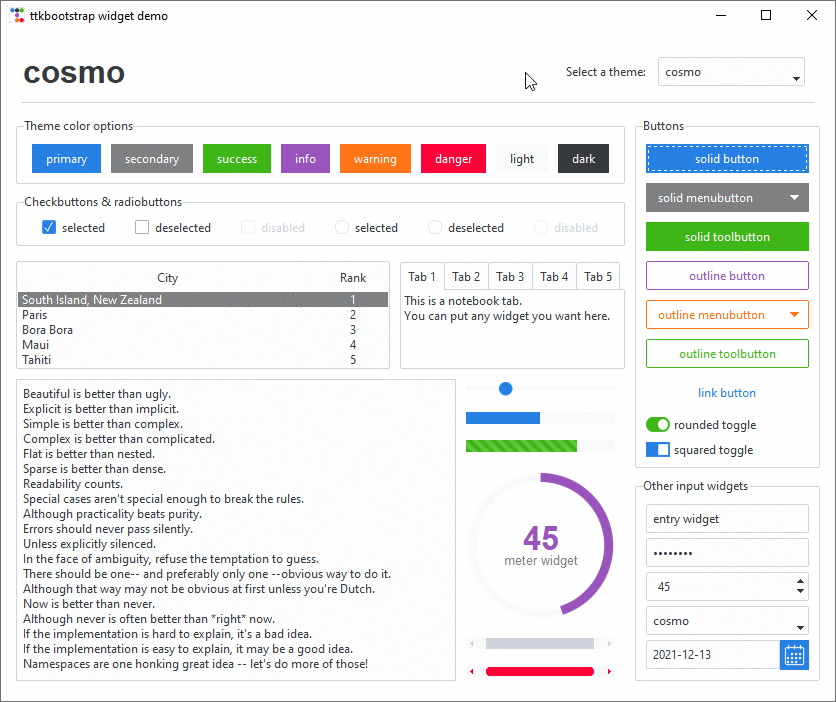 ttkbootstrap widget demo
cosmo
Select a theme: cosmo
Theme color options
primary secondary success info warning danger light dark
Checkbuttons & radiobuttons
selected deselected disabled selected deselected disabled
City Rank
South Island, New Zealand 1
Paris 2
Bora Bora 3
Maui 4
Tahiti 5
Tab 1 Tab 2 Tab 3 Tab 4 Tab 5
This is a notebook tab.
You can put any widget you want here.
Beautiful is better than ugly.
Explicit is better than implicit.
Simple is better than complex.
Complex is better than complicated.
Flat is better than nested.
Sparse is better than dense.
Readability counts.
Special cases aren't special enough to break the rules.
Although practicality beats purity.
Errors should never pass silently.
Unless explicitly silenced.
In the face of ambiguity, refuse the temptation to guess.
There should be one-- and preferably only one --obvious way to do it.
Although that way may not be obvious at first unless you're Dutch.
Now is better than never.
Although never is often better than *right* now.
If the implementation is hard to explain, it's a bad idea.
If the implementation is easy to explain, it may be a good idea.
Namespaces are one honking great idea -- let's do more of those!
45
meter widget
Buttons
solid button
solid menubutton
solid toolbutton
outline button
outline menubutton
outline toolbutton
link button
rounded toggle
squared toggle
Other input widgets
entry widget
••••••••
45
cosmo
2021-12-13